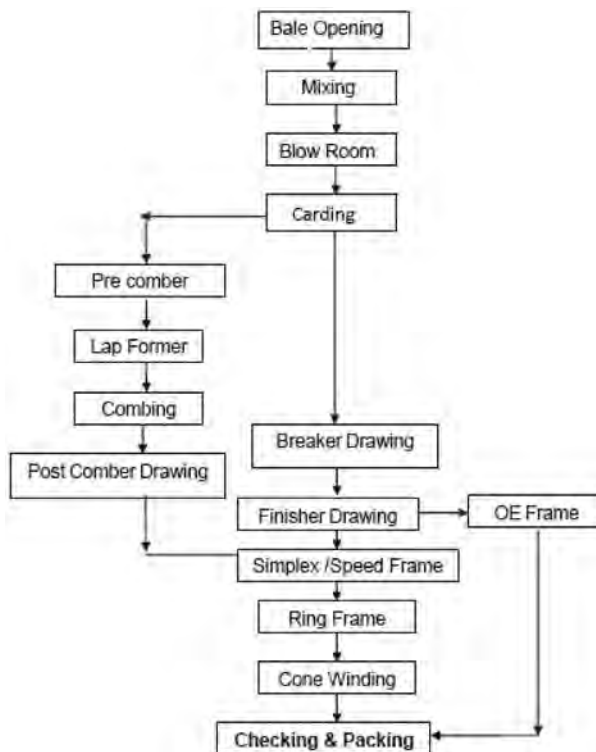 Bale Opening
Mixing
Blow Room
Carding
Pre comber
Lap Former
Combing
Breaker Drawing
Post Comber Drawing
Finisher Drawing
OE Frame
Simplex /Speed Frame
Ring Frame
Cone Winding
Checking & Packing